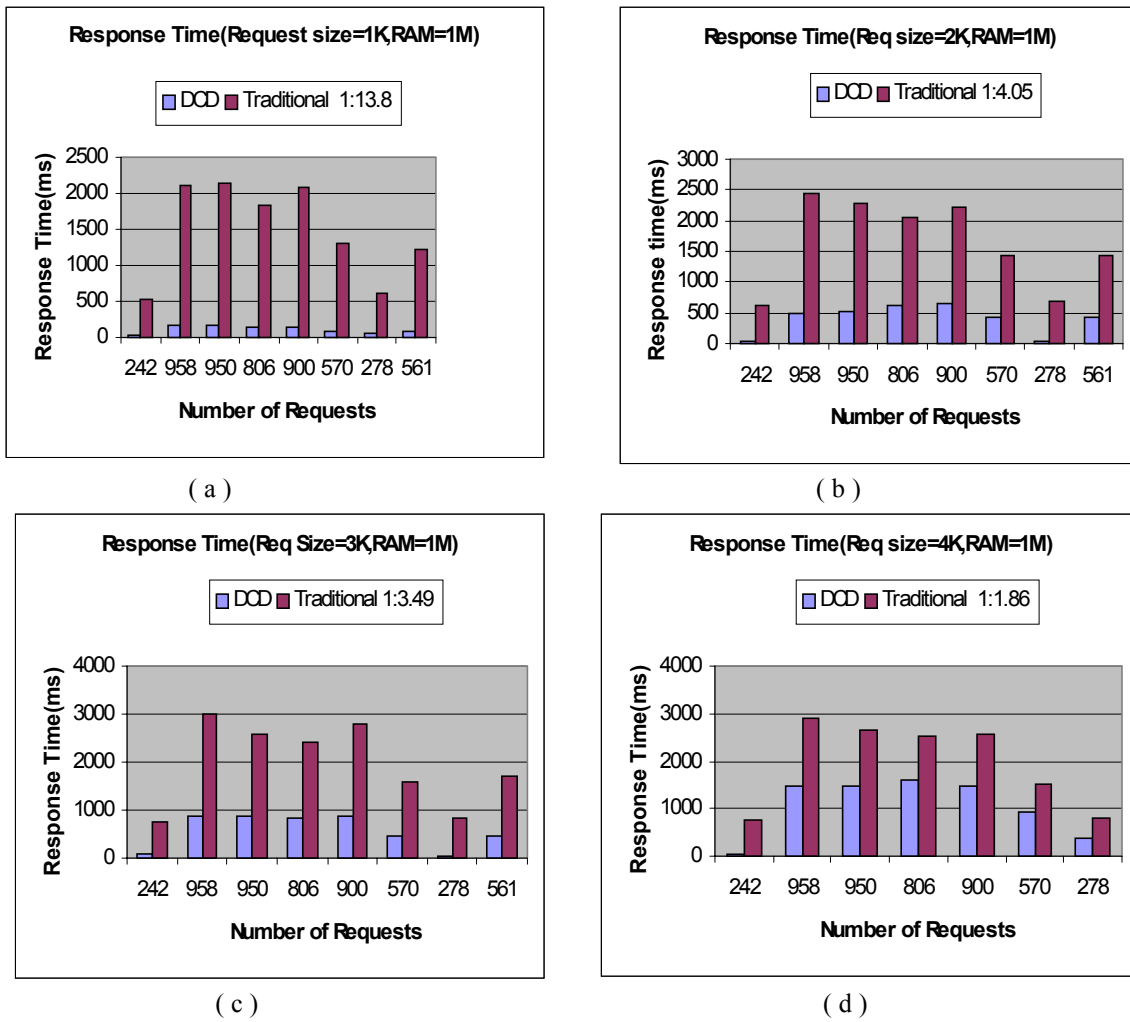 Response Time(Request size=1K,RAM=1M)
DCD Traditional 1:13.8
Response Time(ms)
2500
2000
1500
1000
500
0
242 958 950 806 900 570 278 561
Number of Requests
( a )
Response Time(Req size=2K,RAM=1M)
DCD Traditional 1:4.05
Response time(ms)
3000
2500
2000
1500
1000
500
0
242 958 950 806 900 570 278 561
Number of Requests
( b )
Response Time(Req Size=3K,RAM=1M)
DCD Traditional 1:3.49
Response Time(ms)
4000
3000
2000
1000
0
242 958 950 806 900 570 278 561
Number of Requests
( c )
Response Time(Req size=4K,RAM=1M)
DCD Traditional 1:1.86
Response Time(ms)
4000
3000
2000
1000
0
242 958 950 806 900 570 278
Number of Requests
( d )